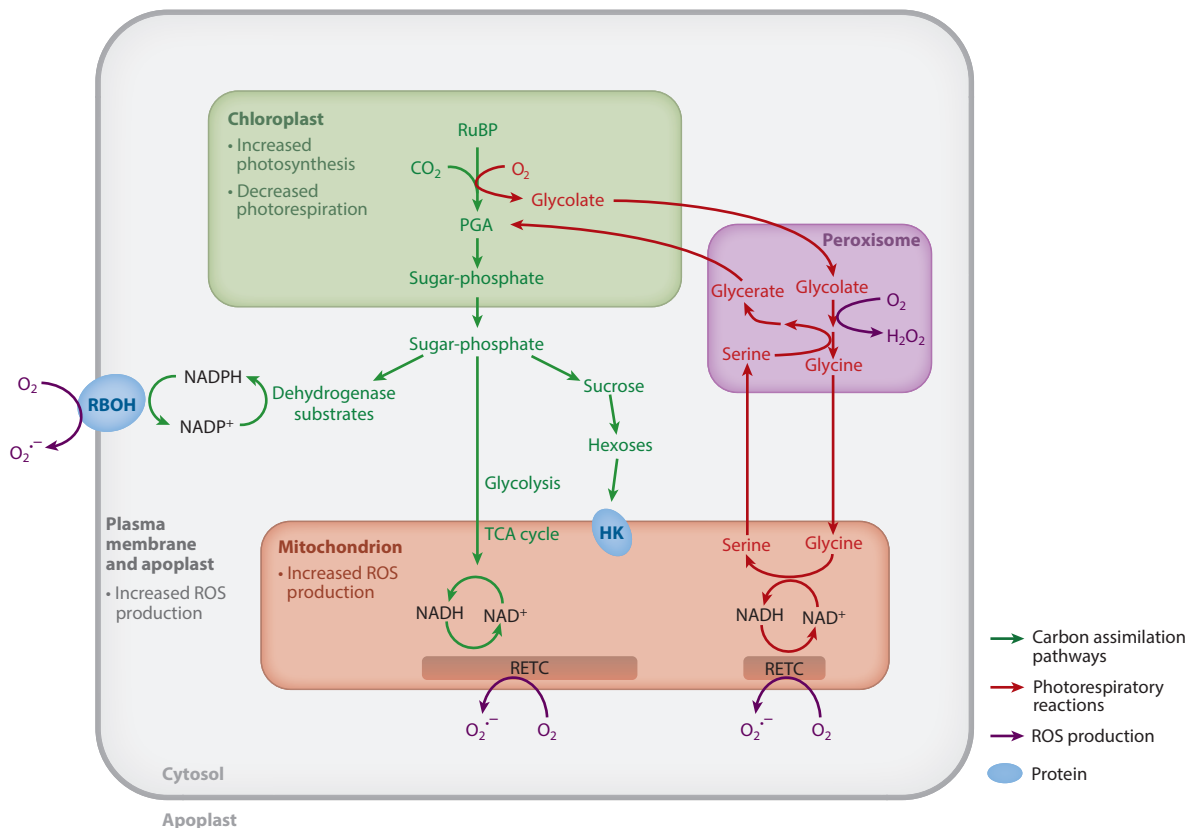 Chloroplast
• Increased
photosynthesis
• Decreased
photorespiration
RuBP
CO₂
O₂
Glycolate
PGA
Sugar-phosphate
Peroxisome
Glycerate
Glycolate
O₂
H₂O₂
Serine
Glycine
Sugar-phosphate
O₂
RBOH
NADPH
NADP⁺
O₂•−
Dehydrogenase
substrates
Sucrose
Hexoses
Glycolysis
TCA cycle
HK
Plasma
membrane
and apoplast
• Increased ROS
production
Mitochondrion
• Increased ROS
production
Serine
Glycine
NADH
NAD⁺
NADH
NAD⁺
RETC
RETC
O₂•−
O₂
O₂•−
O₂
Cytosol
Apoplast
Carbon assimilation
pathways
Photorespiratory
reactions
ROS production
Protein